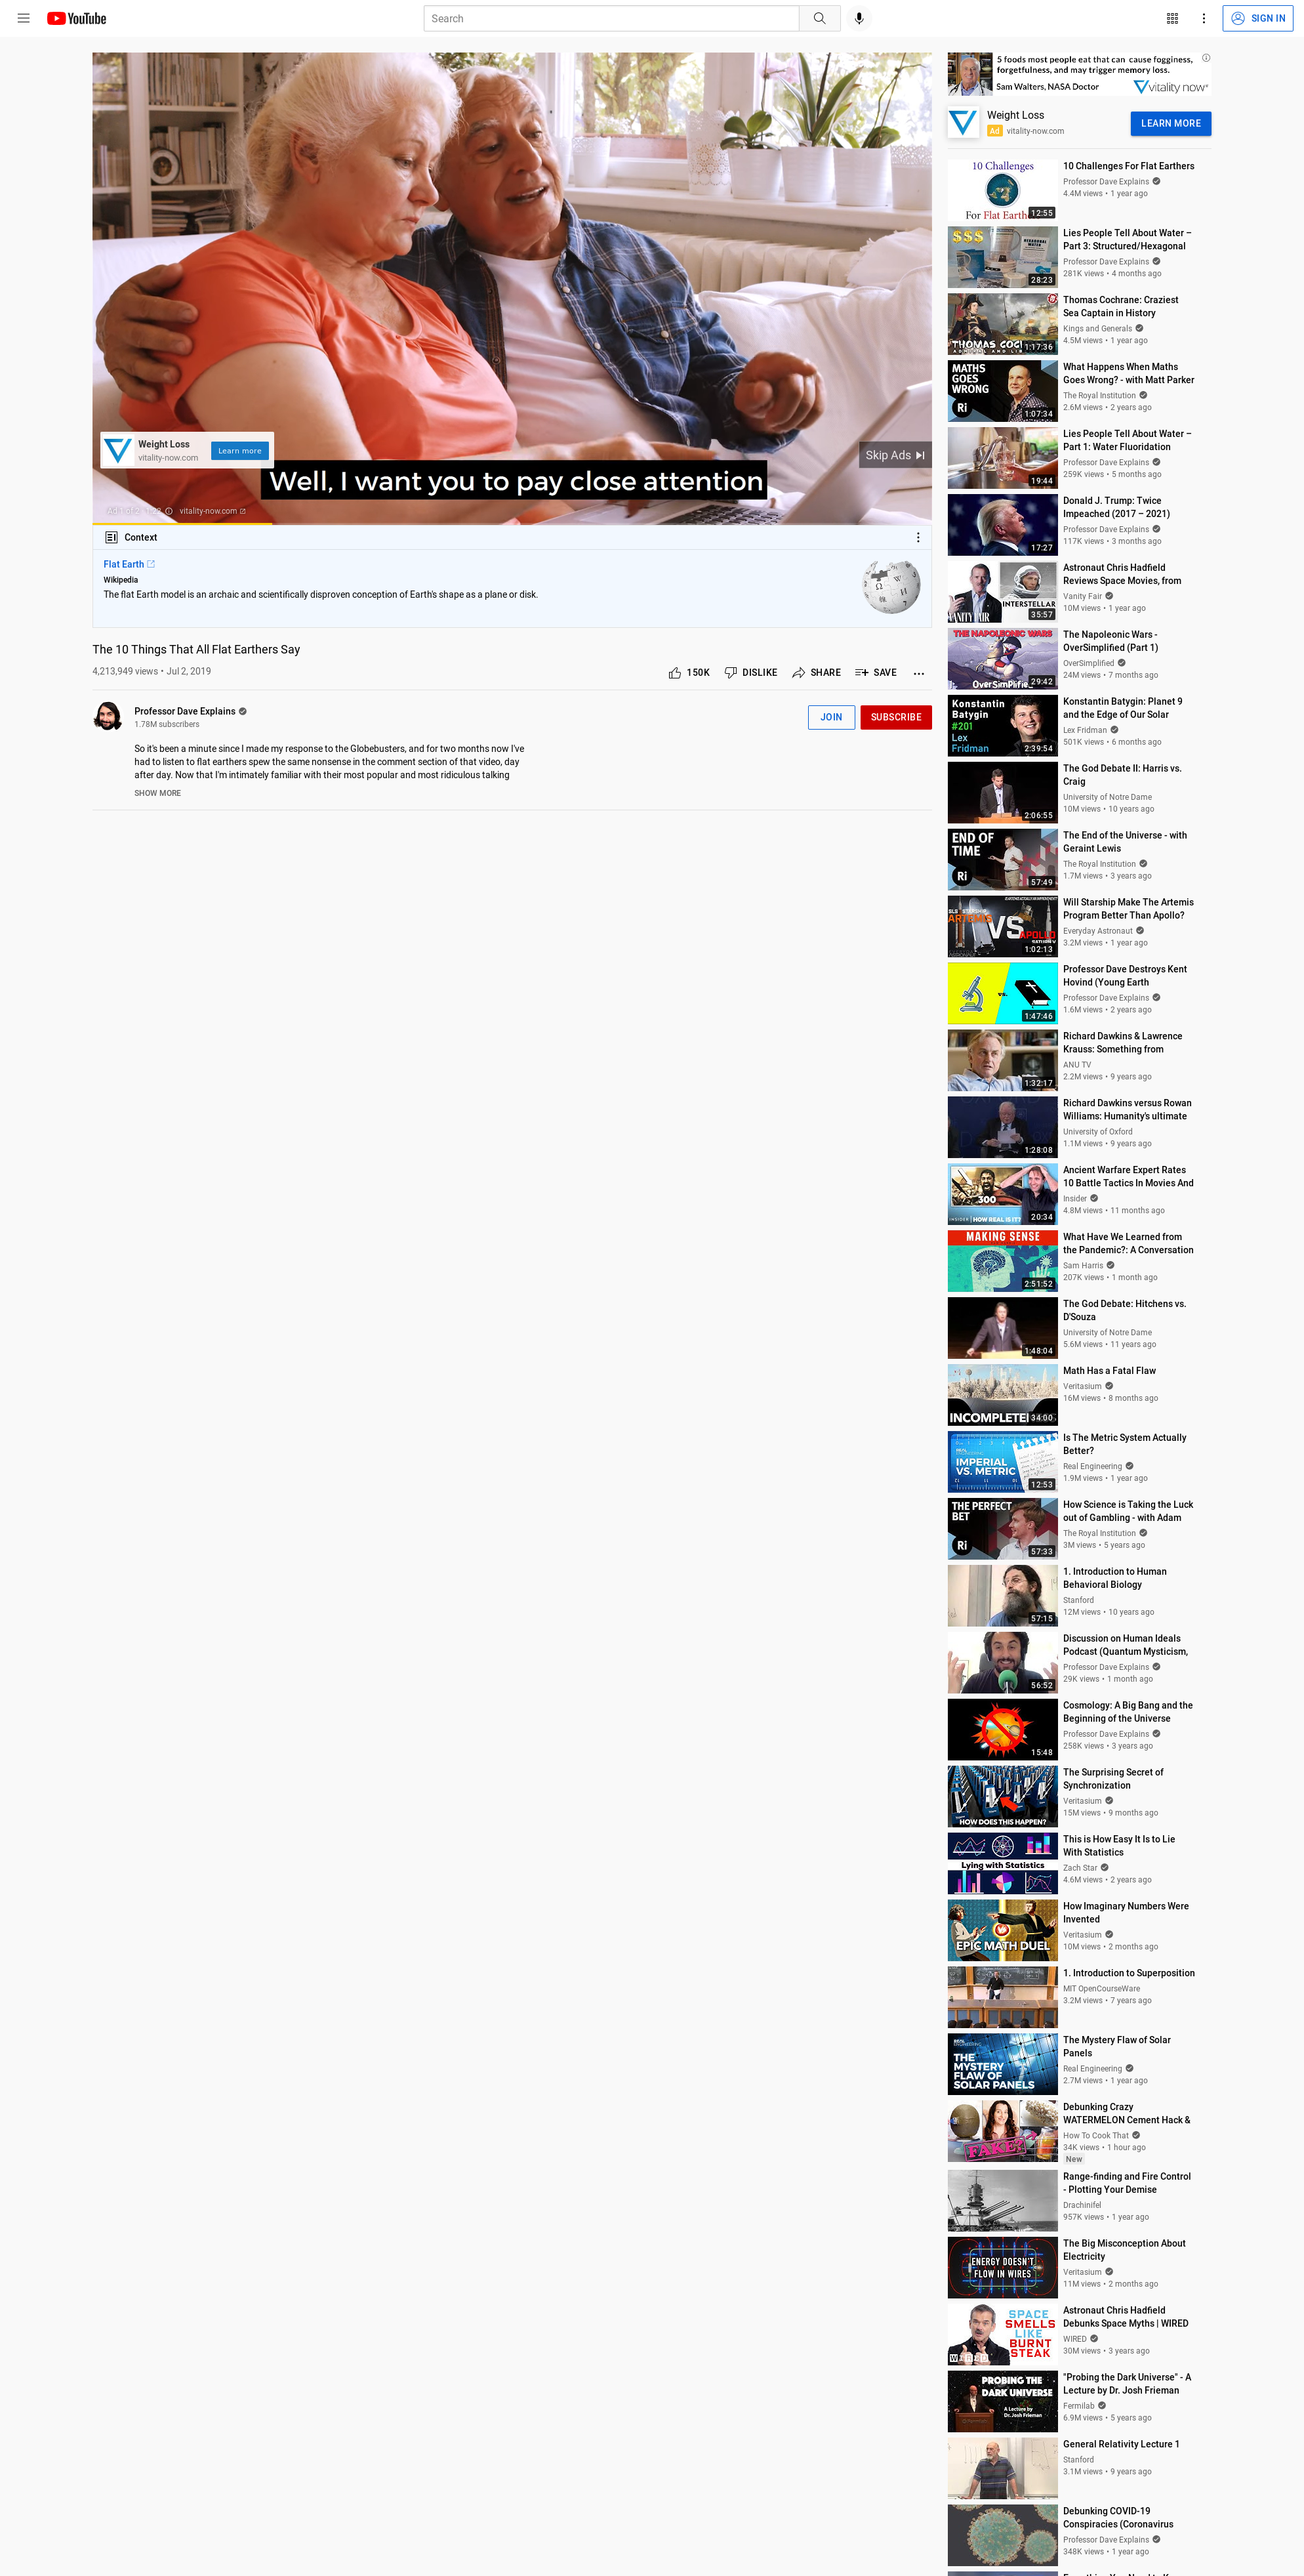 YouTube
Search
SIGN IN
Weight Loss
vitality-now.com
Learn more
Skip Ads
Well, I want you to pay close attention
vitality-now.com
Context
Flat Earth
Wikipedia
The flat Earth model is an archaic and scientifically disproven conception of Earth's shape as a plane or disk.
The 10 Things That All Flat Earthers Say
4,213,949 views • Jul 2, 2019
150K DISLIKE SHARE SAVE
Professor Dave Explains
1.78M subscribers
JOIN
SUBSCRIBE
So it's been a minute since I made my response to the Globebusters, and for two months now I've
had to listen to flat earthers spew the same nonsense in the comment section of that video, day
after day. Now that I'm intimately familiar with their most popular and most ridiculous talking
SHOW MORE
5 foods most people eat that can cause fogginess,
forgetfulness, and may trigger memory loss.
Sam Walters, NASA Doctor
vitality now
Weight Loss
Ad vitality-now.com
LEARN MORE
10 Challenges
For Flat Earth
12:55
10 Challenges For Flat Earthers
Professor Dave Explains
4.4M views • 1 year ago
$$$
28:23
Lies People Tell About Water –
Part 3: Structured/Hexagonal
Professor Dave Explains
281K views • 4 months ago
THOMAS COCH
1:17:36
Thomas Cochrane: Craziest
Sea Captain in History
Kings and Generals
4.5M views • 1 year ago
MATHS
GOES
WRONG
Ri
1:07:34
What Happens When Maths
Goes Wrong? - with Matt Parker
The Royal Institution
2.6M views • 2 years ago
19:44
Lies People Tell About Water –
Part 1: Water Fluoridation
Professor Dave Explains
259K views • 5 months ago
17:27
Donald J. Trump: Twice
Impeached (2017 – 2021)
Professor Dave Explains
117K views • 3 months ago
VANITY FAIR
INTERSTELLAR
35:57
Astronaut Chris Hadfield
Reviews Space Movies, from
Vanity Fair
10M views • 1 year ago
THE NAPOLEONIC WARS
OverSimplified
29:42
The Napoleonic Wars -
OverSimplified (Part 1)
OverSimplified
24M views • 7 months ago
Konstantin
Batygin
#201
Lex
Fridman
2:39:54
Konstantin Batygin: Planet 9
and the Edge of Our Solar
Lex Fridman
501K views • 6 months ago
2:06:55
The God Debate II: Harris vs.
Craig
University of Notre Dame
10M views • 10 years ago
END OF
TIME
Ri
57:49
The End of the Universe - with
Geraint Lewis
The Royal Institution
1.7M views • 3 years ago
ARTEMIS
VS
APOLLO
1:02:13
Will Starship Make The Artemis
Program Better Than Apollo?
Everyday Astronaut
3.2M views • 1 year ago
vs.
1:47:46
Professor Dave Destroys Kent
Hovind (Young Earth
Professor Dave Explains
1.6M views • 2 years ago
1:32:17
Richard Dawkins & Lawrence
Krauss: Something from
ANU TV
2.2M views • 9 years ago
1:28:08
Richard Dawkins versus Rowan
Williams: Humanity's ultimate
University of Oxford
1.1M views • 9 years ago
300
INSIDER HOW REAL IS IT?
20:34
Ancient Warfare Expert Rates
10 Battle Tactics In Movies And
Insider
4.8M views • 11 months ago
MAKING SENSE
2:51:52
What Have We Learned from
the Pandemic?: A Conversation
Sam Harris
207K views • 1 month ago
1:48:04
The God Debate: Hitchens vs.
D'Souza
University of Notre Dame
5.6M views • 11 years ago
INCOMPLETE
34:00
Math Has a Fatal Flaw
Veritasium
16M views • 8 months ago
IMPERIAL
VS. METRIC
12:53
Is The Metric System Actually
Better?
Real Engineering
1.9M views • 1 year ago
THE PERFECT
BET
Ri
57:33
How Science is Taking the Luck
out of Gambling - with Adam
The Royal Institution
3M views • 5 years ago
57:15
1. Introduction to Human
Behavioral Biology
Stanford
12M views • 10 years ago
56:52
Discussion on Human Ideals
Podcast (Quantum Mysticism,
Professor Dave Explains
29K views • 1 month ago
15:48
Cosmology: A Big Bang and the
Beginning of the Universe
Professor Dave Explains
258K views • 3 years ago
HOW DOES THIS HAPPEN?
The Surprising Secret of
Synchronization
Veritasium
15M views • 9 months ago
Lying with Statistics
This is How Easy It Is to Lie
With Statistics
Zach Star
4.6M views • 2 years ago
EPIC MATH DUEL
How Imaginary Numbers Were
Invented
Veritasium
10M views • 2 months ago
1. Introduction to Superposition
MIT OpenCourseWare
3.2M views • 7 years ago
THE
MYSTERY
FLAW OF
SOLAR PANELS
The Mystery Flaw of Solar
Panels
Real Engineering
2.7M views • 1 year ago
FAKE?
Debunking Crazy
WATERMELON Cement Hack &
How To Cook That
34K views • 1 hour ago
New
Range-finding and Fire Control
- Plotting Your Demise
Drachinifel
957K views • 1 year ago
ENERGY DOESN'T
FLOW IN WIRES
The Big Misconception About
Electricity
Veritasium
11M views • 2 months ago
SPACE
SMELLS
LIKE
BURNT
STEAK
WIRED
Astronaut Chris Hadfield
Debunks Space Myths | WIRED
WIRED
30M views • 3 years ago
PROBING THE
DARK UNIVERSE
A Lecture by
Dr. Josh Frieman
"Probing the Dark Universe" - A
Lecture by Dr. Josh Frieman
Fermilab
6.9M views • 5 years ago
General Relativity Lecture 1
Stanford
3.1M views • 9 years ago
Debunking COVID-19
Conspiracies (Coronavirus
Professor Dave Explains
348K views • 1 year ago